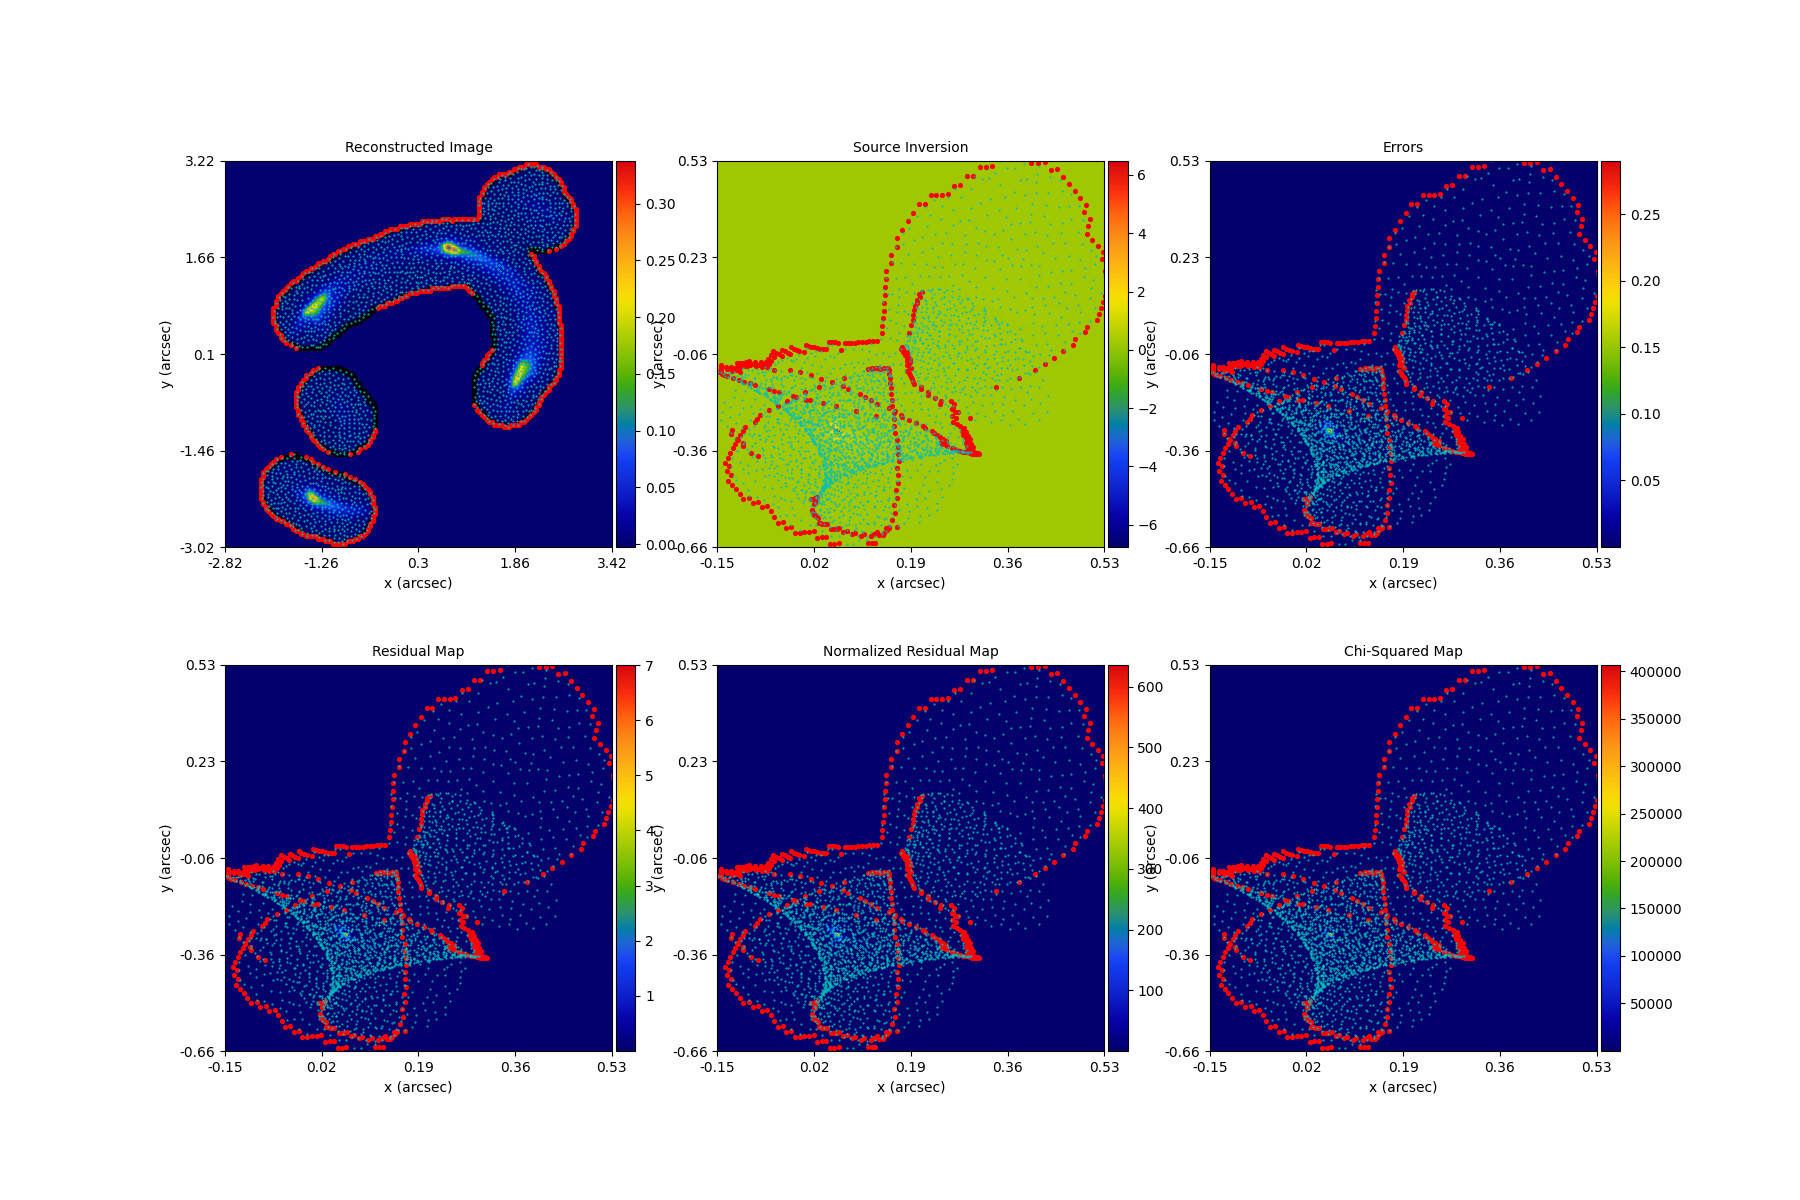 Reconstructed Image
3.22
1.66
0.1
-1.46
-3.02
y (arcsec)
-2.82 -1.26 0.3 1.86 3.42
x (arcsec)
0.30
0.25
0.20
0.15
0.10
0.05
0.00
Source Inversion
0.53
0.23
-0.06
-0.36
-0.66
y (arcsec)
-0.15 0.02 0.19 0.36 0.53
x (arcsec)
6
4
2
0
−2
−4
−6
Errors
0.53
0.23
-0.06
-0.36
-0.66
y (arcsec)
-0.15 0.02 0.19 0.36 0.53
x (arcsec)
0.25
0.20
0.15
0.10
0.05
Residual Map
0.53
0.23
-0.06
-0.36
-0.66
y (arcsec)
-0.15 0.02 0.19 0.36 0.53
x (arcsec)
7
6
5
4
3
2
1
Normalized Residual Map
0.53
0.23
-0.06
-0.36
-0.66
y (arcsec)
-0.15 0.02 0.19 0.36 0.53
x (arcsec)
600
500
400
300
200
100
Chi-Squared Map
0.53
0.23
-0.06
-0.36
-0.66
y (arcsec)
-0.15 0.02 0.19 0.36 0.53
x (arcsec)
400000
350000
300000
250000
200000
150000
100000
50000